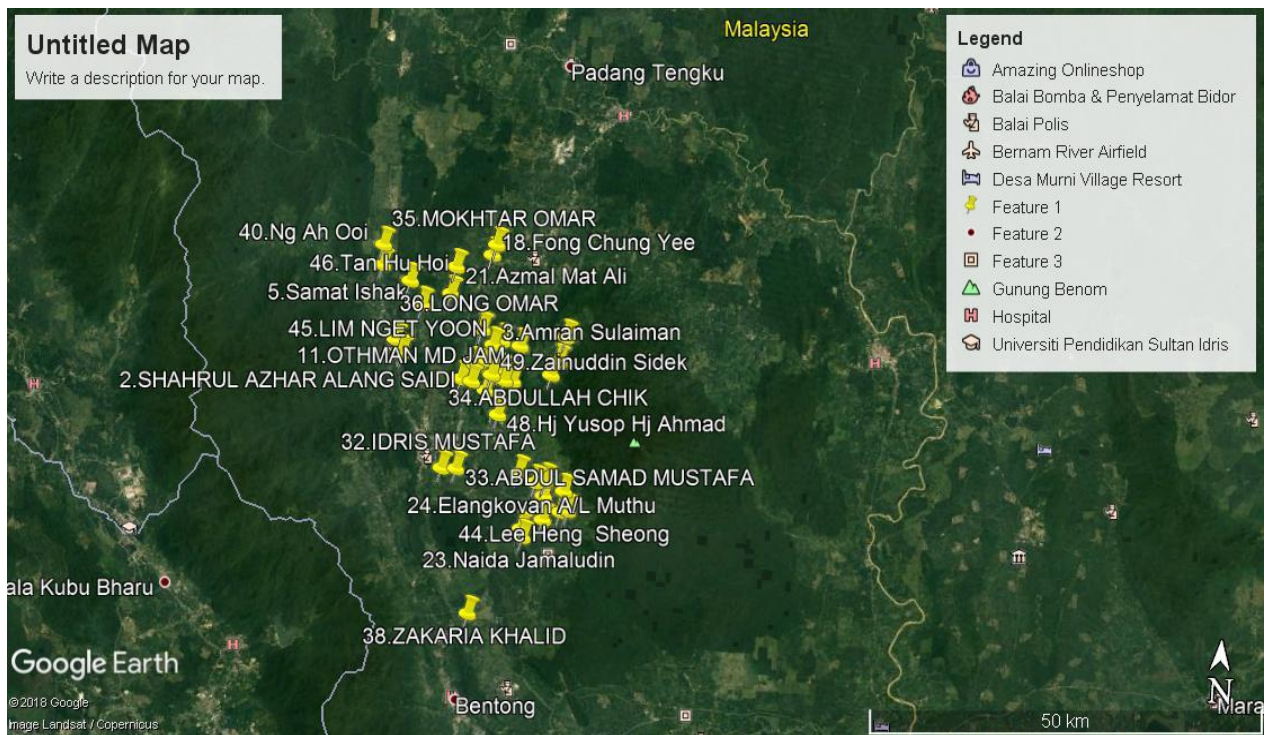 Untitled Map
Write a description for your map.
Malaysia
Padang Tengku
Legend
Amazing Onlineshop
Balai Bomba & Penyelamat Bidor
Balai Polis
Bernam River Airfield
Desa Murni Village Resort
Feature 1
Feature 2
Feature 3
Gunung Benom
Hospital
Universiti Pendidikan Sultan Idris
35.MOKHTAR OMAR
40.Ng Ah Ooi
18.Fong Chung Yee
46.Tan Hu Hoi
21.Azmal Mat Ali
5.Samat Ishak
36.LONG OMAR
45.LIM NGET YOON
3.Amran Sulaiman
11.OTHMAN MD JAM
49.Zainuddin Sidek
2.SHAHRUL AZHAR ALANG SAIDI
34.ABDULLAH CHIK
48.Hj Yusop Hj Ahmad
32.IDRIS MUSTAFA
33.ABDUL SAMAD MUSTAFA
24.Elangkovan A/L Muthu
44.Lee Heng Sheong
23.Naida Jamaludin
ala Kubu Bharu
38.ZAKARIA KHALID
Google Earth
©2018 Google
Image Landsat / Copernicus
Bentong
N
Mara
50 km